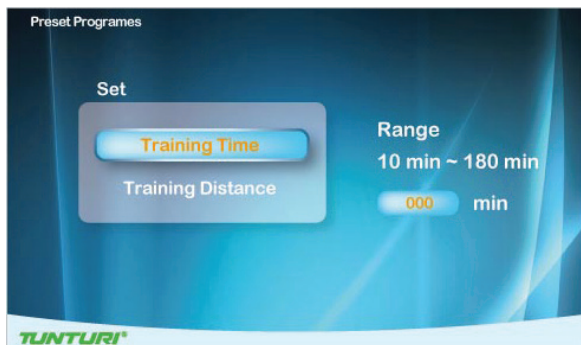 Preset Programes
Set
Training Time
Training Distance
Range
10 min ~ 180 min
000 min
TUNTURI®